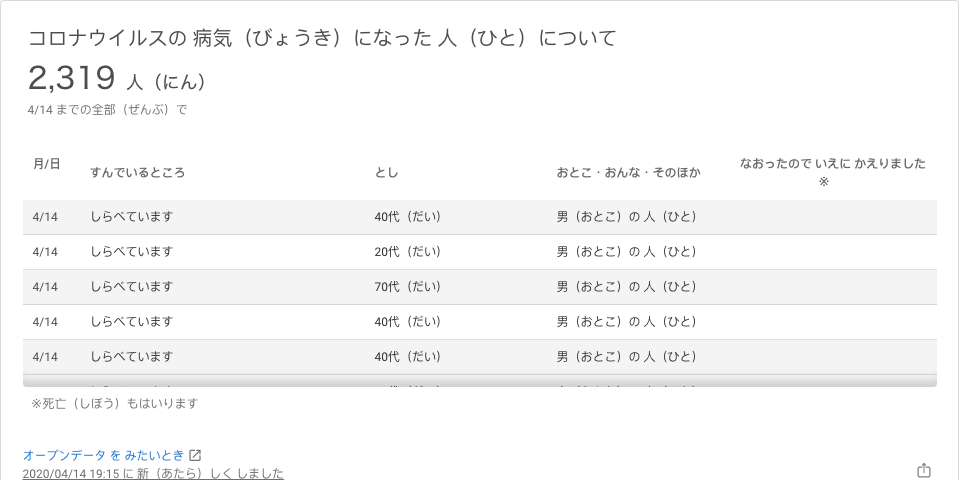 コロナウイルスの 病気（びょうき）になった 人（ひと）について
2,319 人（にん）
4/14 までの全部（ぜんぶ）で
月/日 すんでいるところ とし おとこ・おんな・そのほか なおったので いえに かえりました ※
4/14 しらべています 40代（だい） 男（おとこ）の 人（ひと）
4/14 しらべています 20代（だい） 男（おとこ）の 人（ひと）
4/14 しらべています 70代（だい） 男（おとこ）の 人（ひと）
4/14 しらべています 40代（だい） 男（おとこ）の 人（ひと）
4/14 しらべています 40代（だい） 男（おとこ）の 人（ひと）
※死亡（しぼう）もはいります
オープンデータ を みたいとき
2020/04/14 19:15 に 新（あたら）しく しました